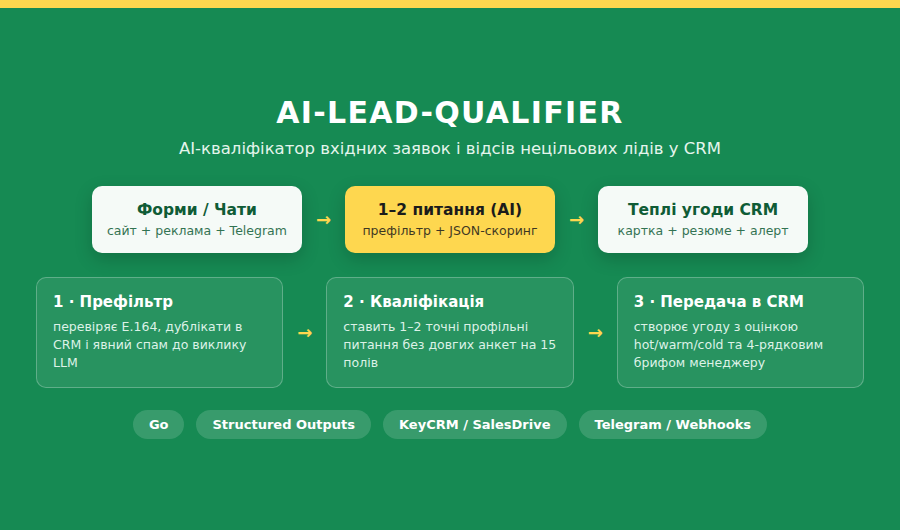 AI-LEAD-QUALIFIER
AI-кваліфікатор вхідних заявок і відсів нецільових лідів у CRM
Форми / Чати
сайт + реклама + Telegram
→
1–2 питання (AI)
префільтр + JSON-скоринг
→
Теплі угоди CRM
картка + резюме + алерт
1 · Префільтр
перевіряє E.164, дублікати в
CRM і явний спам до виклику
LLM
→
2 · Кваліфікація
ставить 1–2 точні профільні
питання без довгих анкет на 15
полів
→
3 · Передача в CRM
створює угоду з оцінкою
hot/warm/cold та 4-рядковим
брифом менеджеру
Go
Structured Outputs
KeyCRM / SalesDrive
Telegram / Webhooks